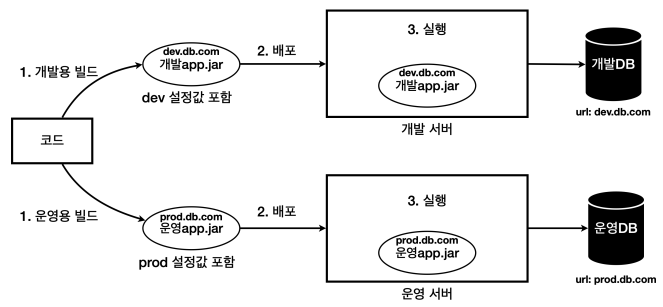 1. 개발용 빌드
dev.db.com
개발app.jar
dev 설정값 포함
2. 배포
3. 실행
dev.db.com
개발app.jar
개발 서버
개발DB
url: dev.db.com
코드
1. 운영용 빌드
prod.db.com
운영app.jar
prod 설정값 포함
2. 배포
3. 실행
prod.db.com
운영app.jar
운영 서버
운영DB
url: prod.db.com